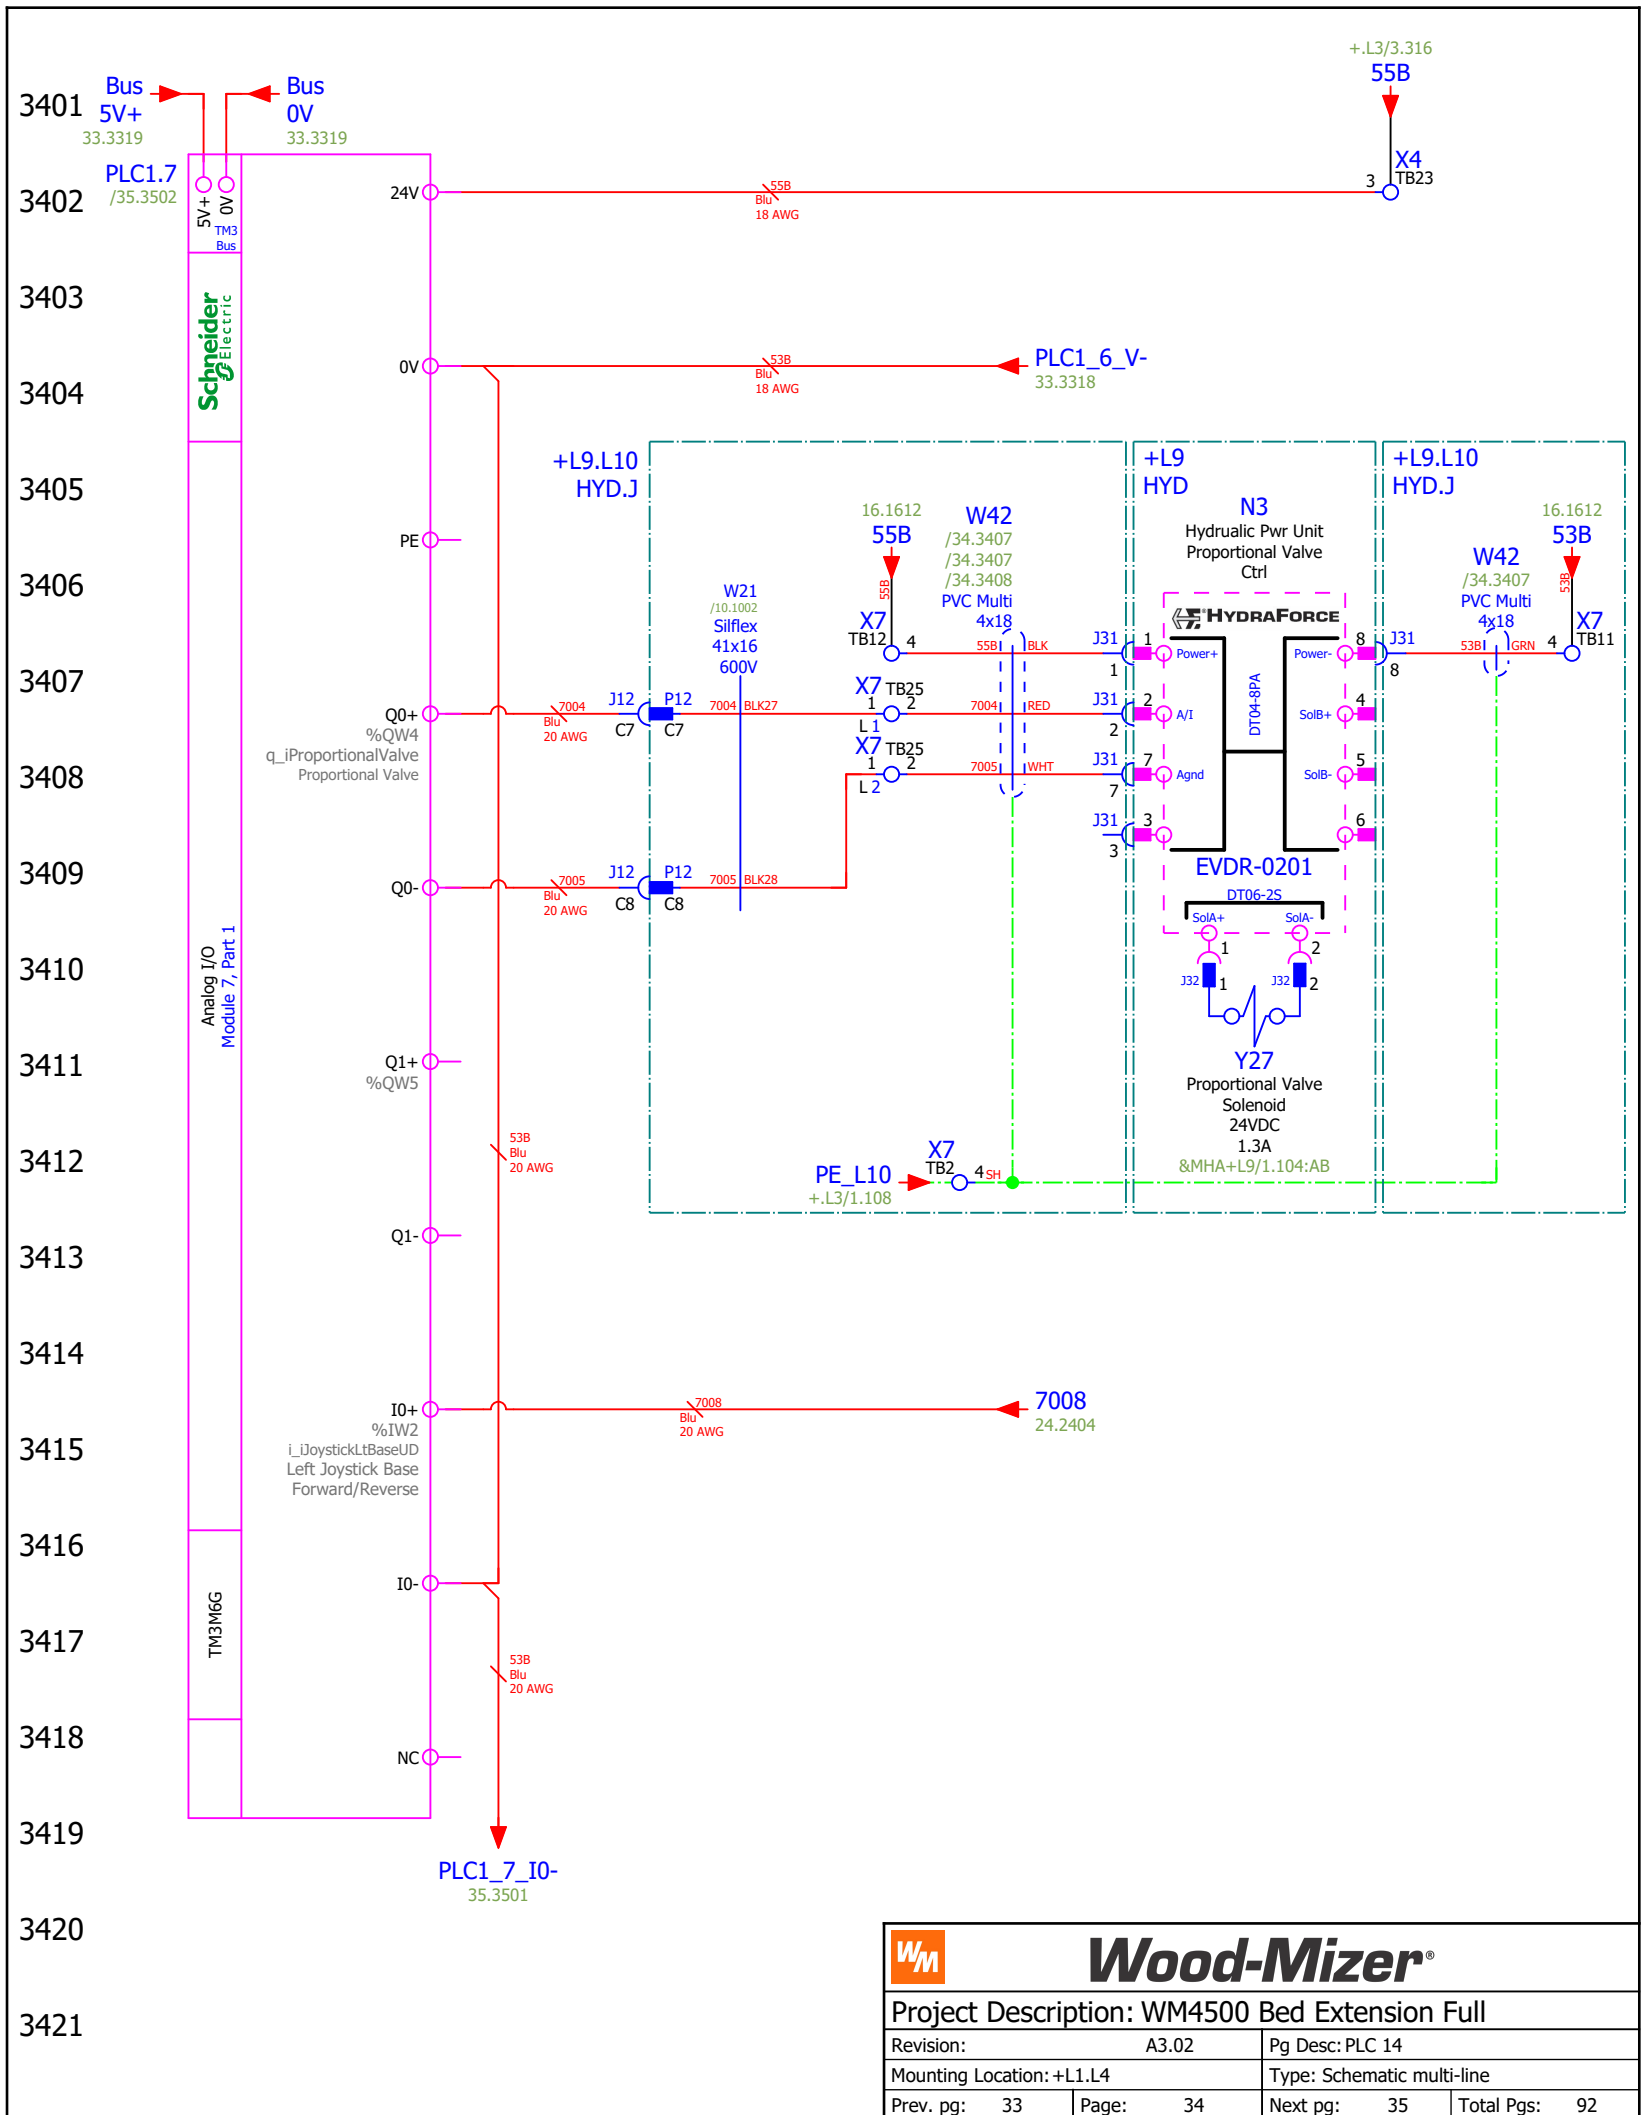 +.L3/3.316
55B
3401
Bus
5V+
33.3319
Bus
0V
33.3319
PLC1.7
/35.3502
5V+
0V
TM3
Bus
3402
24V
55B
Blu
18 AWG
3
X4
TB23
3403
Schneider
Electric
3404
0V
53B
Blu
18 AWG
PLC1_6_V-
33.3318
3405
+L9.L10
HYD.J
+L9
HYD
+L9.L10
HYD.J
PE
16.1612
55B
55B
W42
/34.3407
/34.3407
/34.3408
PVC Multi
4x18
N3
Hydrualic Pwr Unit
Proportional Valve
Ctrl
HYDRAFORCE
16.1612
53B
53B
W42
/34.3407
PVC Multi
4x18
3406
W21
/10.1002
Silflex
41x16
600V
X7
TB12
4
55B
BLK
J31
1
1
Power+
Power-
8
J31
8
53B
GRN
4
X7
TB11
3407
Q0+
%QW4
q_iProportionalValve
Proportional Valve
7004
Blu
20 AWG
J12
C7
P12
C7
7004
BLK27
X7
TB25
1
2
L 1
7004
RED
J31
2
2
A/I
DT04-8PA
SolB+
4
3408
X7
TB25
1
2
L 2
7005
WHT
J31
7
7
Agnd
SolB-
5
J31
3
3
6
3409
Q0-
7005
Blu
20 AWG
J12
C8
P12
C8
7005
BLK28
EVDR-0201
DT06-2S
SolA+
SolA-
3410
Analog I/O
Module 7, Part 1
1
2
J32
1
J32
2
3411
Q1+
%QW5
Y27
Proportional Valve
Solenoid
24VDC
1.3A
&MHA+L9/1.104:AB
3412
53B
Blu
20 AWG
PE_L10
+.L3/1.108
X7
TB2
4
SH
3413
Q1-
3414
I0+
%IW2
i_iJoystickLtBaseUD
Left Joystick Base
Forward/Reverse
7008
Blu
20 AWG
7008
24.2404
3415
3416
I0-
TM3M6G
3417
53B
Blu
20 AWG
3418
NC
3419
PLC1_7_I0-
35.3501
3420
WM
Wood-Mizer®
Project Description: WM4500 Bed Extension Full
3421
Revision: A3.02
Pg Desc: PLC 14
Mounting Location: +L1.L4
Type: Schematic multi-line
Prev. pg: 33
Page: 34
Next pg: 35
Total Pgs: 92